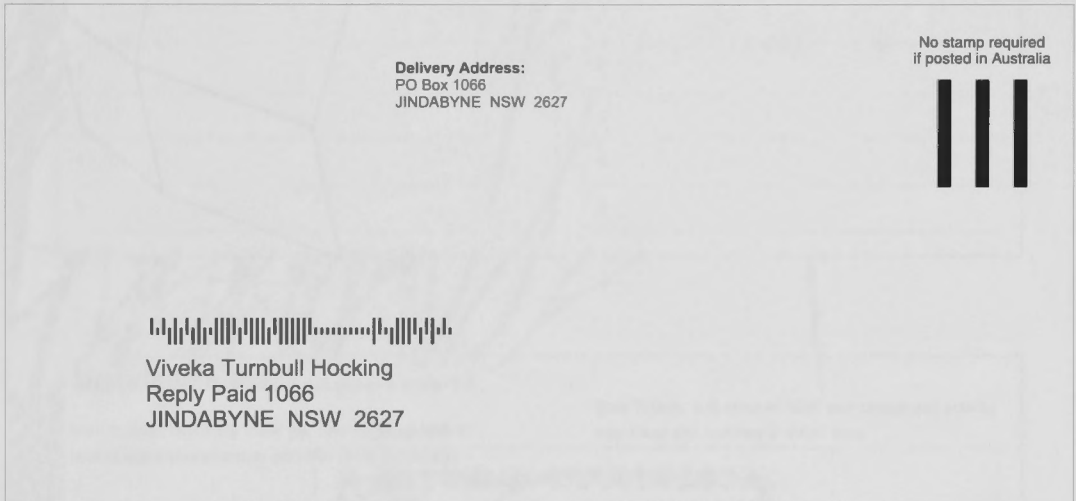 No stamp required
if posted in Australia
Delivery Address:
PO Box 1066
JINDABYNE NSW 2627
Viveka Turnbull Hocking
Reply Paid 1066
JINDABYNE NSW 2627